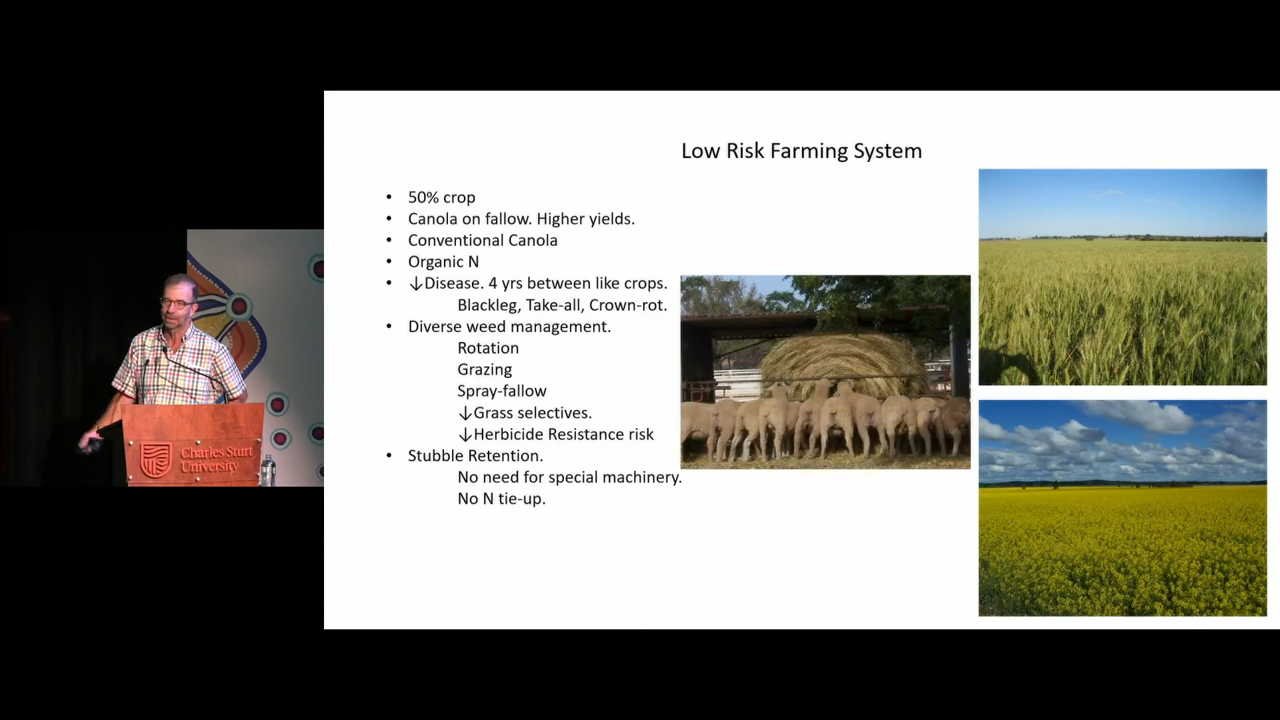 Low Risk Farming System
• 50% crop
• Canola on fallow. Higher yields.
• Conventional Canola
• Organic N
• ↓Disease. 4 yrs between like crops.
Blackleg, Take-all, Crown-rot.
• Diverse weed management.
Rotation
Grazing
Spray-fallow
↓Grass selectives.
↓Herbicide Resistance risk
• Stubble Retention.
No need for special machinery.
No N tie-up.
Charles Sturt
University